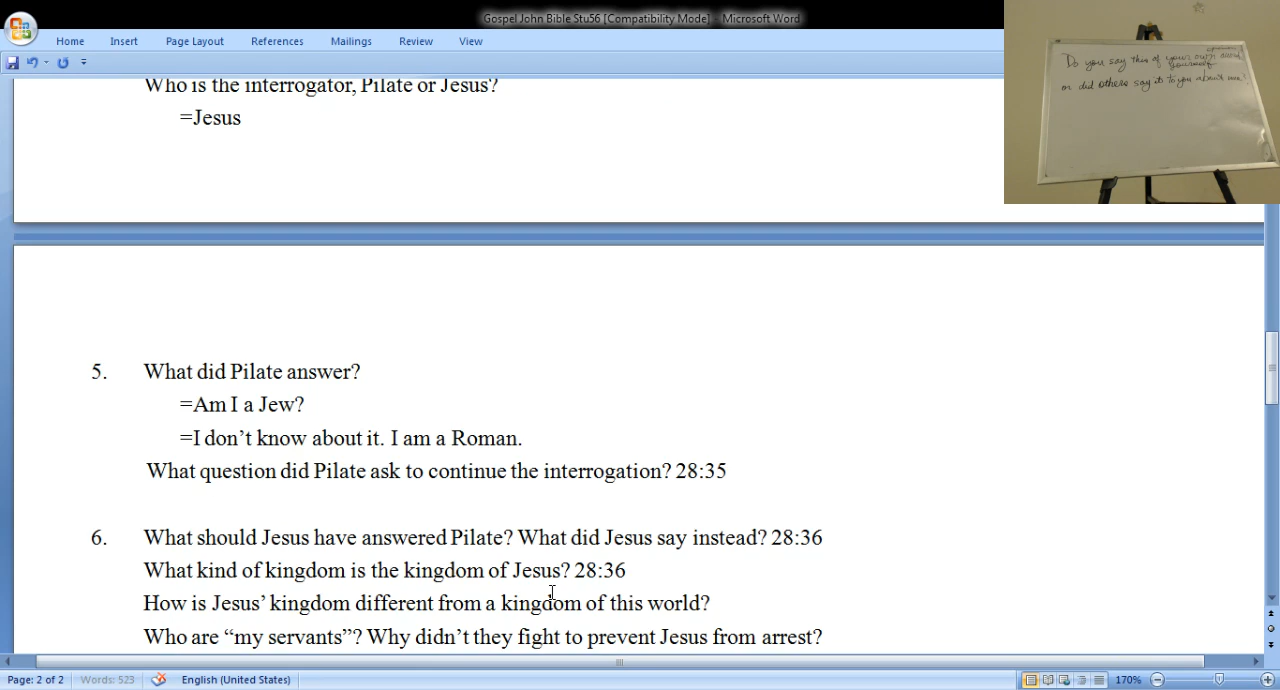 Gospel John Bible Stu56 [Compatibility Mode] - Microsoft Word
Home Insert Page Layout References Mailings Review View
Do you say this of your own
yourself
or did others say it to you about me?
Who is the interrogator, Pilate or Jesus?
=Jesus
5. What did Pilate answer?
=Am I a Jew?
=I don’t know about it. I am a Roman.
What question did Pilate ask to continue the interrogation? 28:35
6. What should Jesus have answered Pilate? What did Jesus say instead? 28:36
What kind of kingdom is the kingdom of Jesus? 28:36
How is Jesus’ kingdom different from a kingdom of this world?
Who are “my servants”? Why didn’t they fight to prevent Jesus from arrest?
Page: 2 of 2 Words: 523 English (United States) 170%